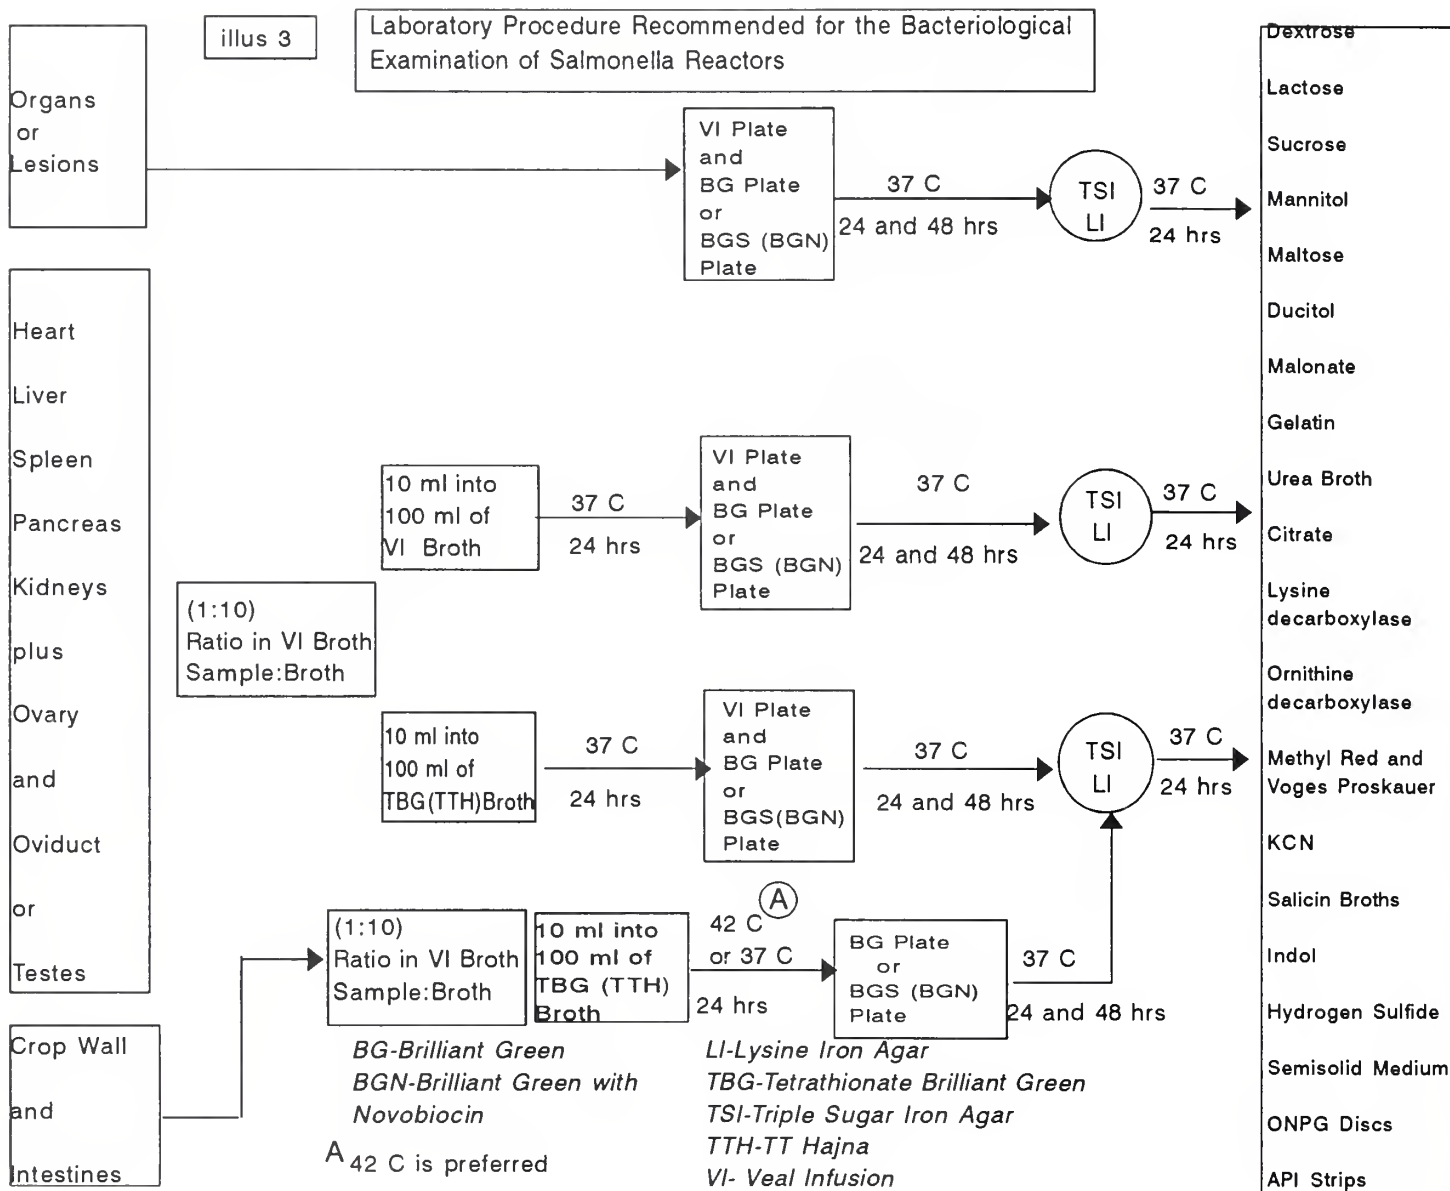 illus 3
Laboratory Procedure Recommended for the Bacteriological
Examination of Salmonella Reactors
Organs
or
Lesions
VI Plate
and
BG Plate
or
BGS (BGN)
Plate
37 C
24 and 48 hrs
TSI
LI
37 C
24 hrs
Heart
Liver
Spleen
Pancreas
Kidneys
plus
Ovary
and
Oviduct
or
Testes
(1:10)
Ratio in VI Broth
Sample:Broth
10 ml into
100 ml of
VI Broth
37 C
24 hrs
VI Plate
and
BG Plate
or
BGS (BGN)
Plate
37 C
24 and 48 hrs
TSI
LI
37 C
24 hrs
10 ml into
100 ml of
TBG(TTH)Broth
37 C
24 hrs
VI Plate
and
BG Plate
or
BGS(BGN)
Plate
37 C
24 and 48 hrs
TSI
LI
37 C
24 hrs
Crop Wall
and
Intestines
(1:10)
Ratio in VI Broth
Sample:Broth
10 ml into
100 ml of
TBG (TTH)
Broth
A
42 C
or 37 C
24 hrs
BG Plate
or
BGS (BGN)
Plate
37 C
24 and 48 hrs
Dextrose
Lactose
Sucrose
Mannitol
Maltose
Ducitol
Malonate
Gelatin
Urea Broth
Citrate
Lysine
decarboxylase
Ornithine
decarboxylase
Methyl Red and
Voges Proskauer
KCN
Salicin Broths
Indol
Hydrogen Sulfide
Semisolid Medium
ONPG Discs
API Strips
BG-Brilliant Green
BGN-Brilliant Green with
Novobiocin
A 42 C is preferred
LI-Lysine Iron Agar
TBG-Tetrathionate Brilliant Green
TSI-Triple Sugar Iron Agar
TTH-TT Hajna
VI- Veal Infusion